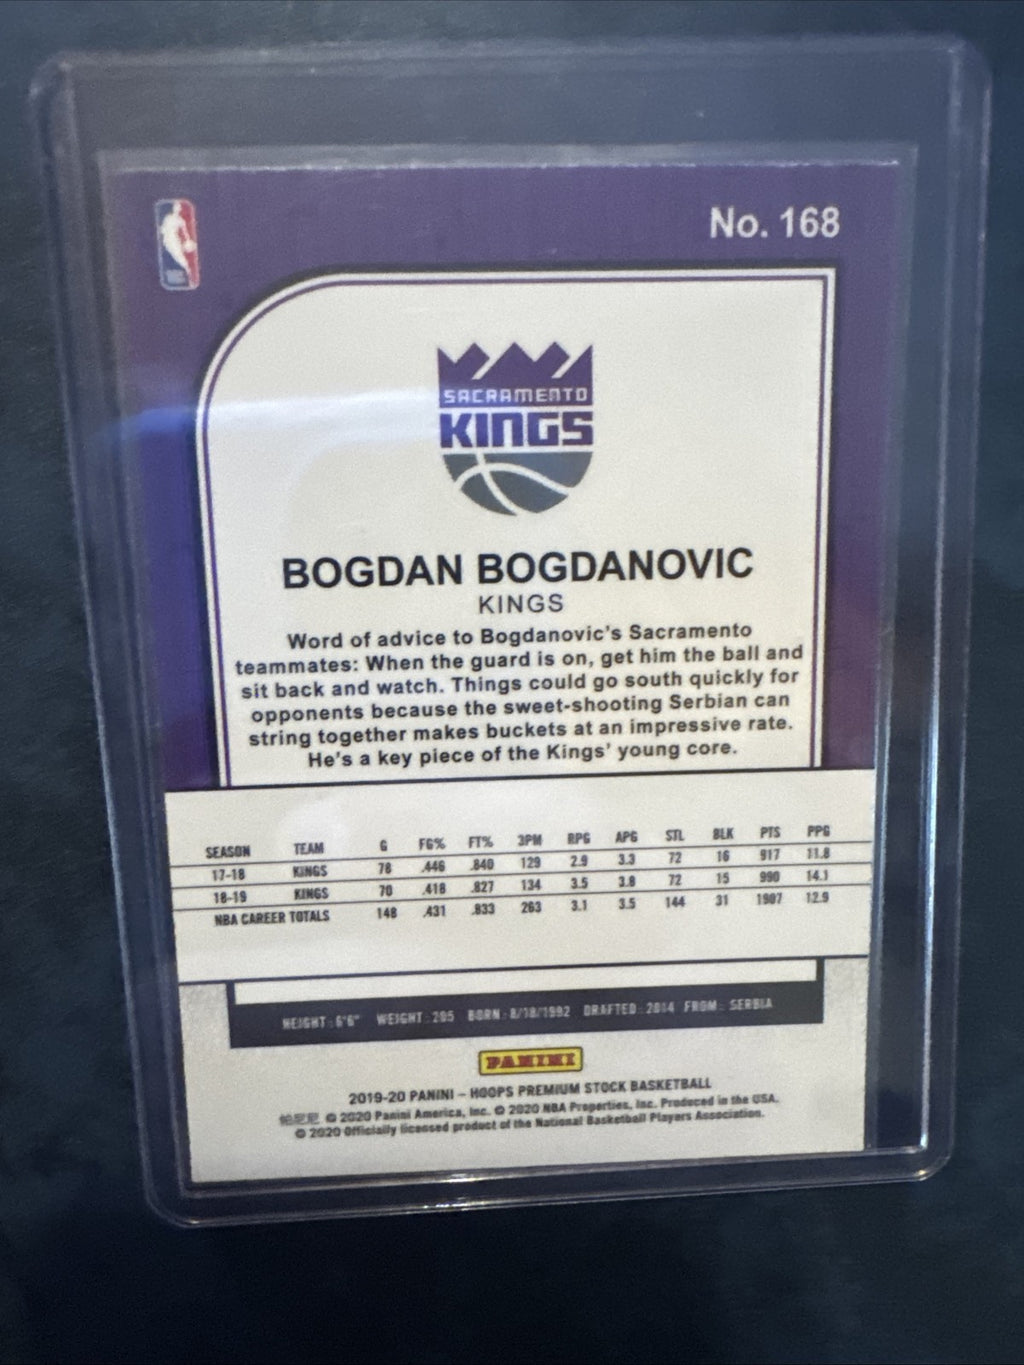 No. 168
SACRAMENTO
KINGS
BOGDAN BOGDANOVIC
KINGS
Word of advice to Bogdanovic's Sacramento
teammates: When the guard is on, get him the ball and
sit back and watch. Things could go south quickly for
opponents because the sweet-shooting Serbian can
string together makes buckets at an impressive rate.
He's a key piece of the Kings' young core.
SEASON TEAM G FG% FT% 3PM RPG APG STL BLK PTS PPG
17-18 KINGS 78 .446 .840 129 2.9 3.3 72 16 917 11.8
18-19 KINGS 70 .418 .827 134 3.5 3.8 72 15 990 14.1
NBA CAREER TOTALS 148 .431 .833 263 3.1 3.5 144 31 1907 12.9
HEIGHT: 6'6" WEIGHT: 205 BORN: 8/18/1992 DRAFTED: 2014 FROM: SERBIA
PANINI
2019-20 PANINI – HOOPS PREMIUM STOCK BASKETBALL
帕尼尼 © 2020 Panini America, Inc. © 2020 NBA Properties, Inc. Produced in the USA.
© 2020 Officially licensed product of the National Basketball Players Association.